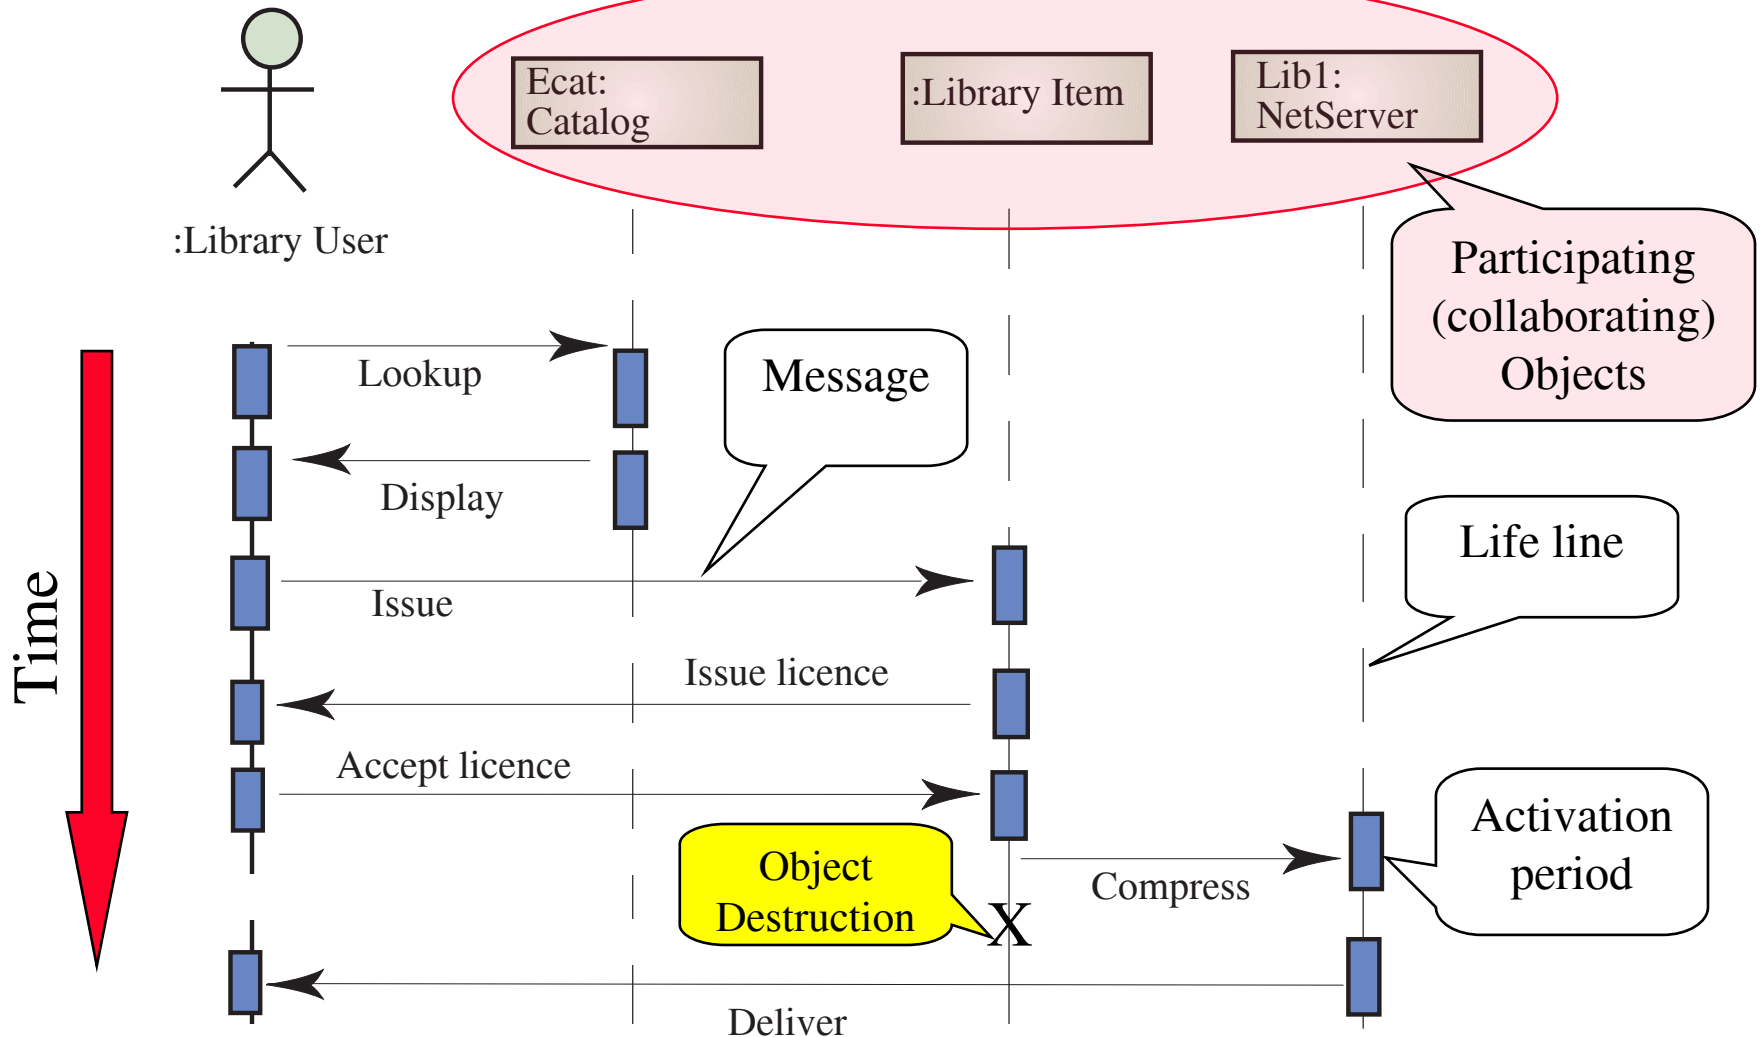 Ecat:
Catalog
:Library Item
Lib1:
NetServer
:Library User
Participating
(collaborating)
Objects
Lookup
Message
Display
Life line
Time
Issue
Issue licence
Accept licence
Activation
period
Object
Destruction
Compress
X
Deliver